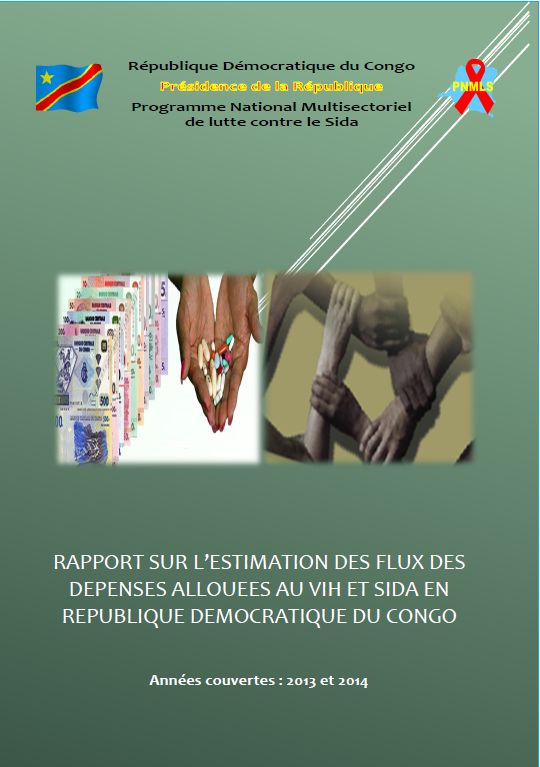 République Démocratique du Congo
Présidence de la République
Programme National Multisectoriel
de lutte contre le Sida
PNMLS
RAPPORT SUR L'ESTIMATION DES FLUX DES
DEPENSES ALLOUEES AU VIH ET SIDA EN
REPUBLIQUE DEMOCRATIQUE DU CONGO
Années couvertes : 2013 et 2014